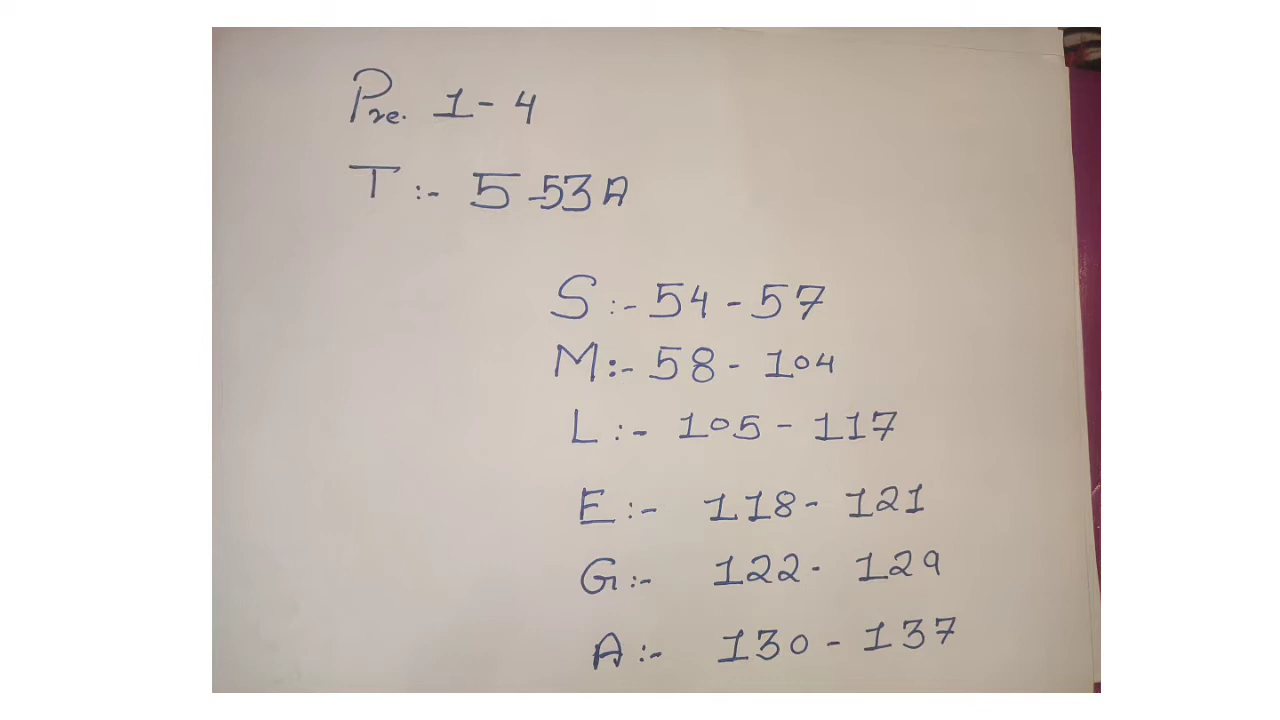 Pre. 1 - 4
T :- 5 - 53A
S :- 54 - 57
M :- 58 - 104
L :- 105 - 117
E :- 118 - 121
G :- 122 - 129
A :- 130 - 137